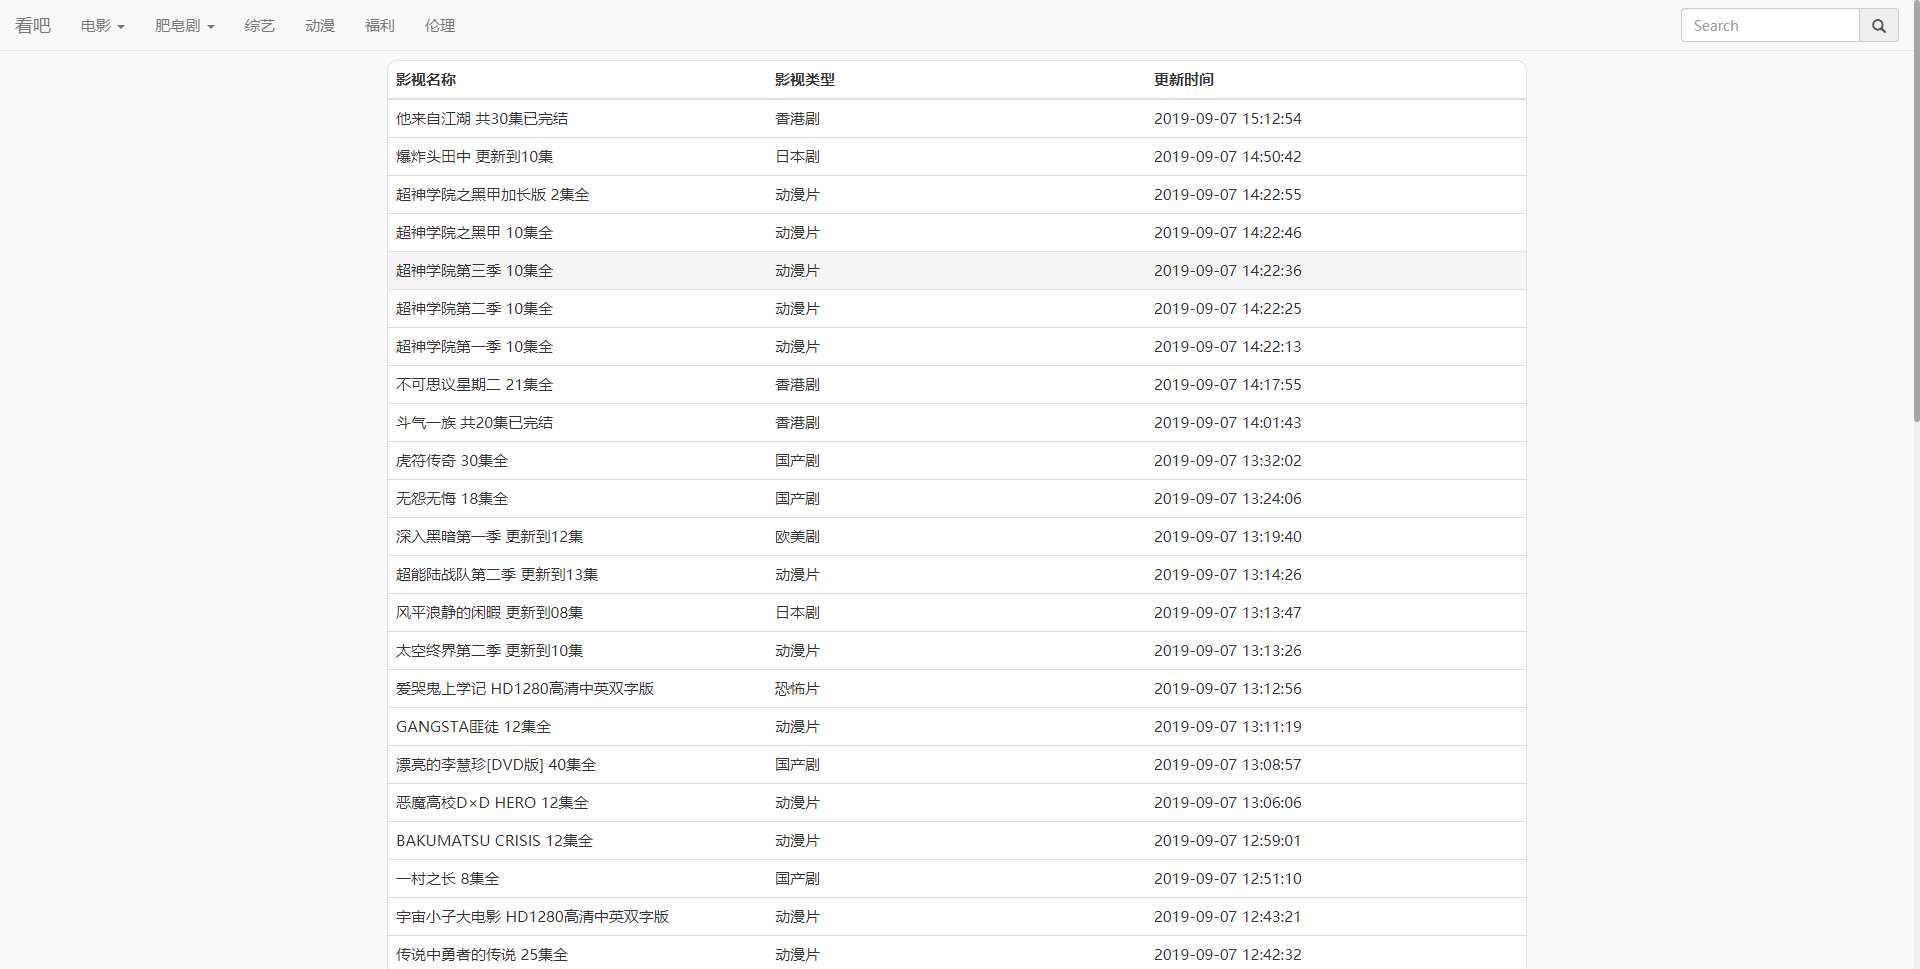 看吧 电影 肥皂剧 综艺 动漫 福利 伦理 Search
影视名称 影视类型 更新时间
他来自江湖 共30集已完结 香港剧 2019-09-07 15:12:54
爆炸头田中 更新到10集 日本剧 2019-09-07 14:50:42
超神学院之黑甲加长版 2集全 动漫片 2019-09-07 14:22:55
超神学院之黑甲 10集全 动漫片 2019-09-07 14:22:46
超神学院第三季 10集全 动漫片 2019-09-07 14:22:36
超神学院第二季 10集全 动漫片 2019-09-07 14:22:25
超神学院第一季 10集全 动漫片 2019-09-07 14:22:13
不可思议星期二 21集全 香港剧 2019-09-07 14:17:55
斗气一族 共20集已完结 香港剧 2019-09-07 14:01:43
虎符传奇 30集全 国产剧 2019-09-07 13:32:02
无怨无悔 18集全 国产剧 2019-09-07 13:24:06
深入黑暗第一季 更新到12集 欧美剧 2019-09-07 13:19:40
超能陆战队第二季 更新到13集 动漫片 2019-09-07 13:14:26
风平浪静的闲暇 更新到08集 日本剧 2019-09-07 13:13:47
太空终界第二季 更新到10集 动漫片 2019-09-07 13:13:26
爱哭鬼上学记 HD1280高清中英双字版 恐怖片 2019-09-07 13:12:56
GANGSTA匪徒 12集全 动漫片 2019-09-07 13:11:19
漂亮的李慧珍[DVD版] 40集全 国产剧 2019-09-07 13:08:57
恶魔高校D×D HERO 12集全 动漫片 2019-09-07 13:06:06
BAKUMATSU CRISIS 12集全 动漫片 2019-09-07 12:59:01
一村之长 8集全 国产剧 2019-09-07 12:51:10
宇宙小子大电影 HD1280高清中英双字版 动漫片 2019-09-07 12:43:21
传说中勇者的传说 25集全 动漫片 2019-09-07 12:42:32